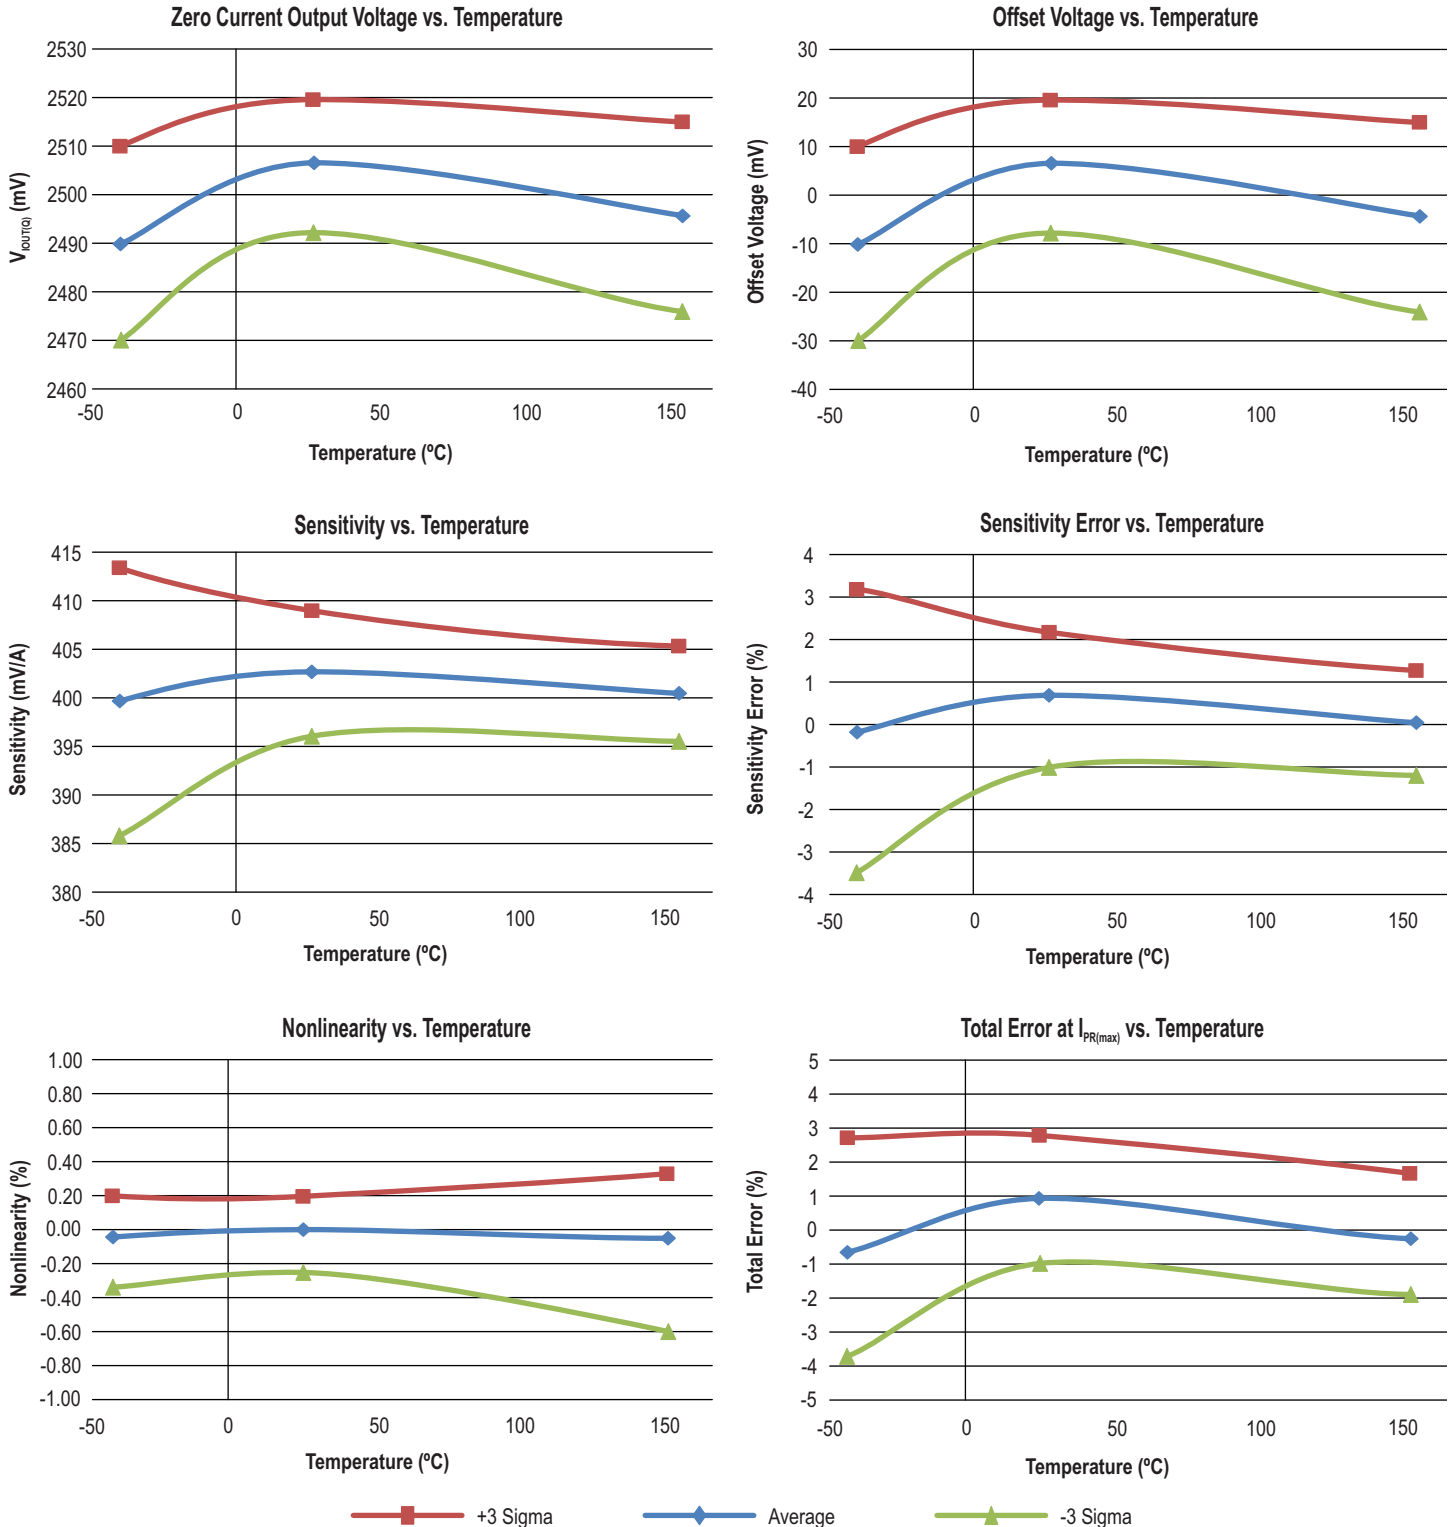 Zero Current Output Voltage vs. Temperature
2530
2520
2510
2500
2490
2480
2470
2460
V IOUT(Q) (mV)
-50 0 50 100 150
Temperature (ºC)
Offset Voltage vs. Temperature
30
20
10
0
-10
-20
-30
-40
Offset Voltage (mV)
-50 0 50 100 150
Temperature (ºC)
Sensitivity vs. Temperature
415
410
405
400
395
390
385
380
Sensitivity (mV/A)
-50 0 50 100 150
Temperature (ºC)
Sensitivity Error vs. Temperature
4
3
2
1
0
-1
-2
-3
-4
Sensitivity Error (%)
-50 0 50 100 150
Temperature (ºC)
Nonlinearity vs. Temperature
1.00
0.80
0.60
0.40
0.20
0.00
-0.20
-0.40
-0.60
-0.80
-1.00
Nonlinearity (%)
-50 0 50 100 150
Temperature (ºC)
Total Error at I PR(max) vs. Temperature
5
4
3
2
1
0
-1
-2
-3
-4
-5
Total Error (%)
-50 0 50 100 150
Temperature (ºC)
+3 Sigma Average -3 Sigma